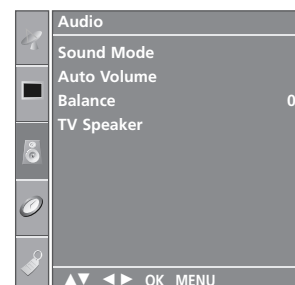 Audio
Sound Mode
Auto Volume
Balance 0
TV Speaker
▲▼ ◄► OK MENU